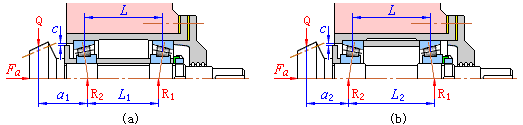 Q L Q L
c c
Fa Fa
a1 R2 L1 R1 a2 R2 L2 R1
(a) (b)